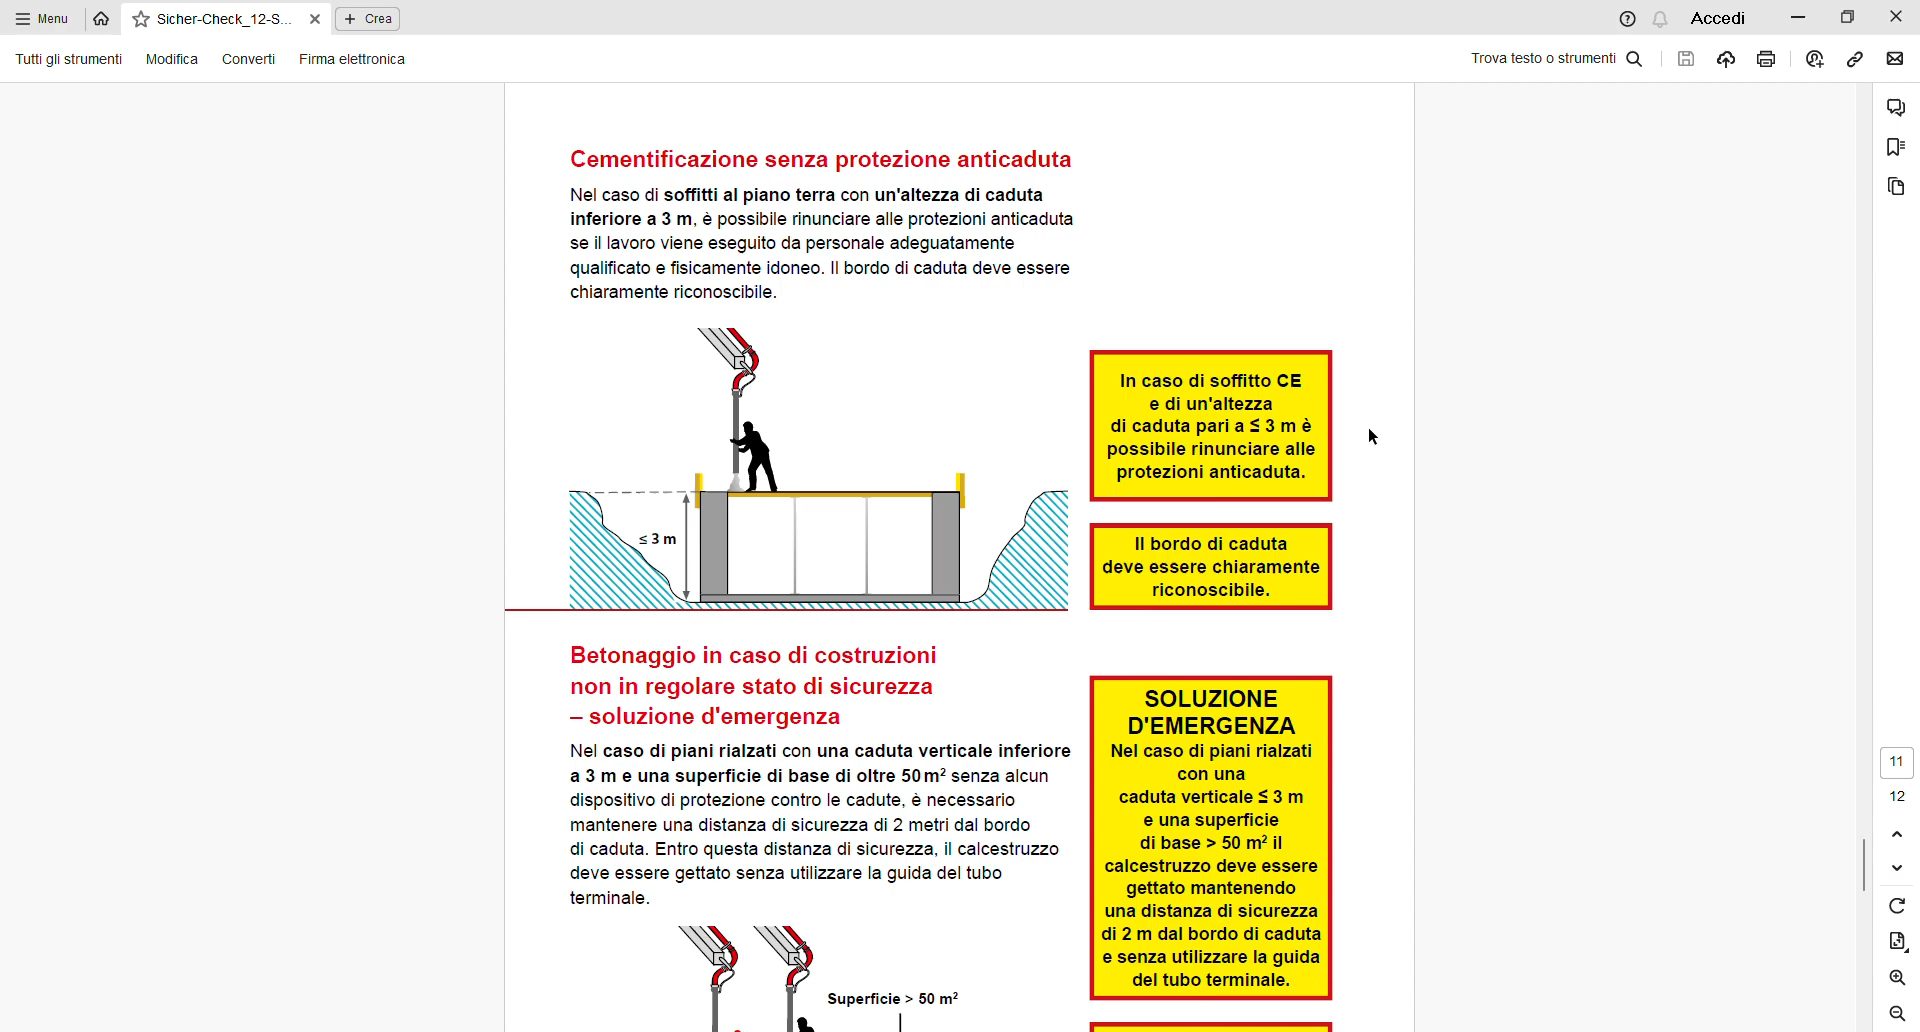 Menu
Sicher-Check_12-S...
Crea
Accedi
Tutti gli strumenti
Modifica
Converti
Firma elettronica
Trova testo o strumenti
Cementificazione senza protezione anticaduta
Nel caso di soffitti al piano terra con un'altezza di caduta
inferiore a 3 m, è possibile rinunciare alle protezioni anticaduta
se il lavoro viene eseguito da personale adeguatamente
qualificato e fisicamente idoneo. Il bordo di caduta deve essere
chiaramente riconoscibile.
≤ 3 m
In caso di soffitto CE
e di un'altezza
di caduta pari a ≤ 3 m è
possibile rinunciare alle
protezioni anticaduta.
Il bordo di caduta
deve essere chiaramente
riconoscibile.
Betonaggio in caso di costruzioni
non in regolare stato di sicurezza
– soluzione d'emergenza
Nel caso di piani rialzati con una caduta verticale inferiore
a 3 m e una superficie di base di oltre 50 m² senza alcun
dispositivo di protezione contro le cadute, è necessario
mantenere una distanza di sicurezza di 2 metri dal bordo
di caduta. Entro questa distanza di sicurezza, il calcestruzzo
deve essere gettato senza utilizzare la guida del tubo
terminale.
Superficie > 50 m²
SOLUZIONE
D'EMERGENZA
Nel caso di piani rialzati
con una
caduta verticale ≤ 3 m
e una superficie
di base > 50 m² il
calcestruzzo deve essere
gettato mantenendo
una distanza di sicurezza
di 2 m dal bordo di caduta
e senza utilizzare la guida
del tubo terminale.
11
12